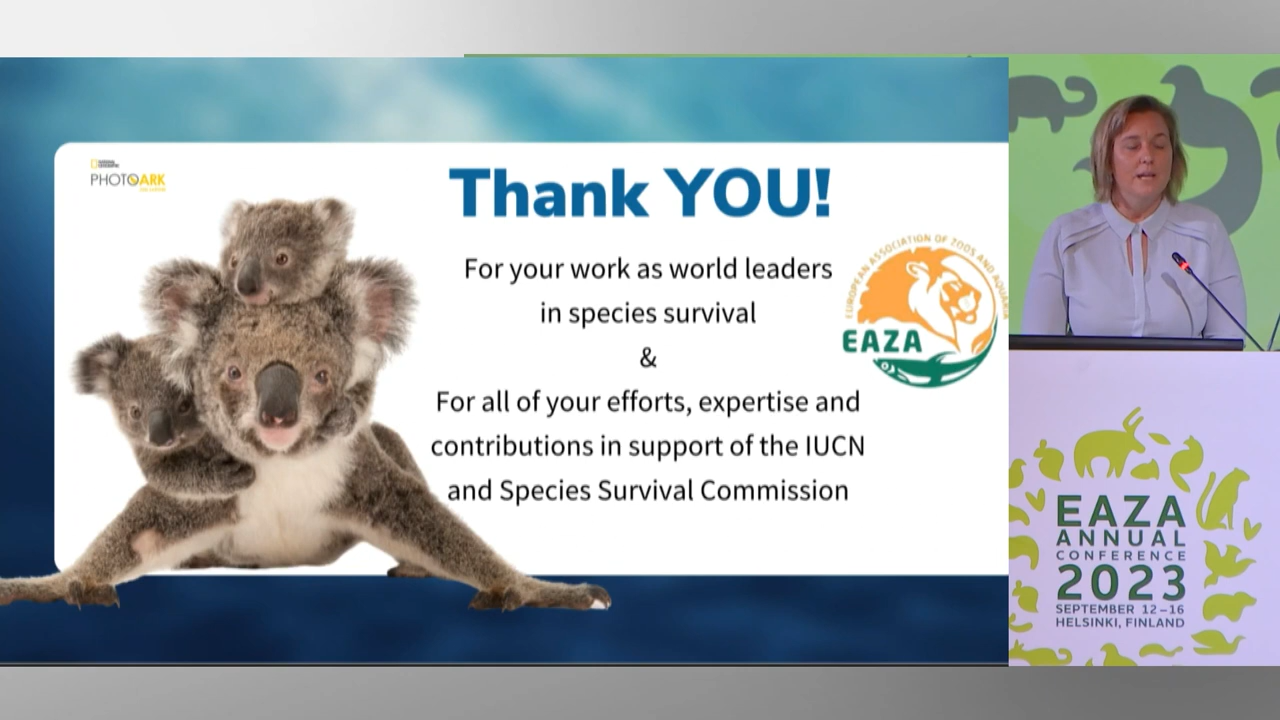 NATIONAL
GEOGRAPHIC
PHOTOARK
Thank YOU!
For your work as world leaders
in species survival
&
For all of your efforts, expertise and
contributions in support of the IUCN
and Species Survival Commission
EUROPEAN ASSOCIATION OF ZOOS AND AQUARIA
EAZA
EAZA
ANNUAL
CONFERENCE
2023
SEPTEMBER 12–16
HELSINKI, FINLAND